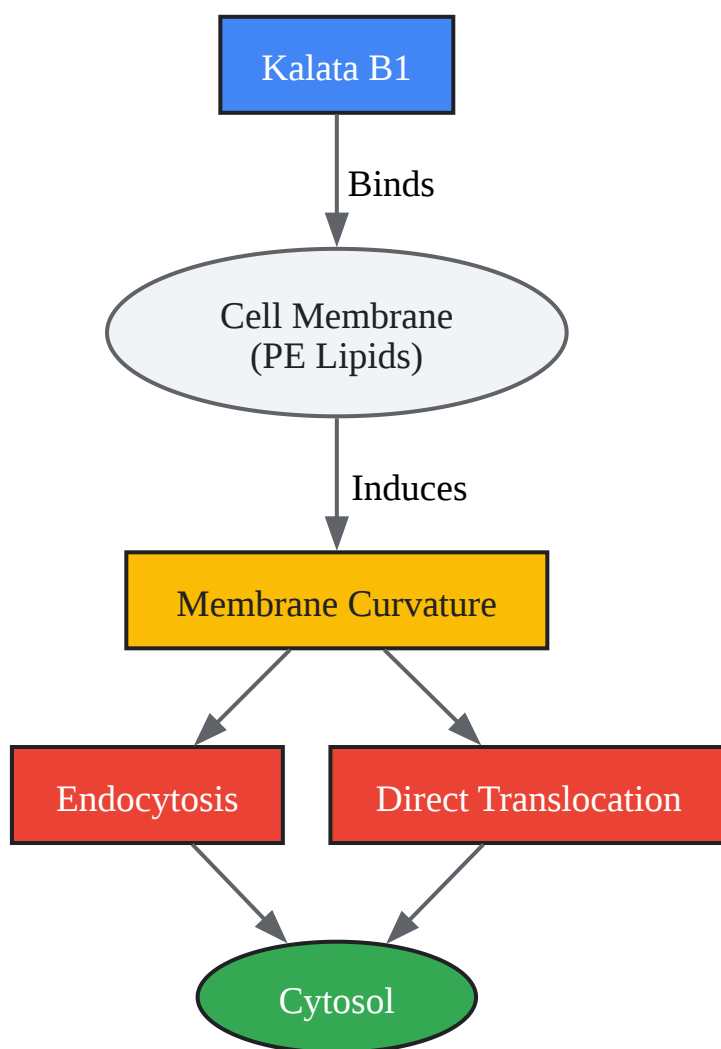 Kalata B1
Binds
Cell Membrane
(PE Lipids)
Induces
Membrane Curvature
Endocytosis
Direct Translocation
Cytosol